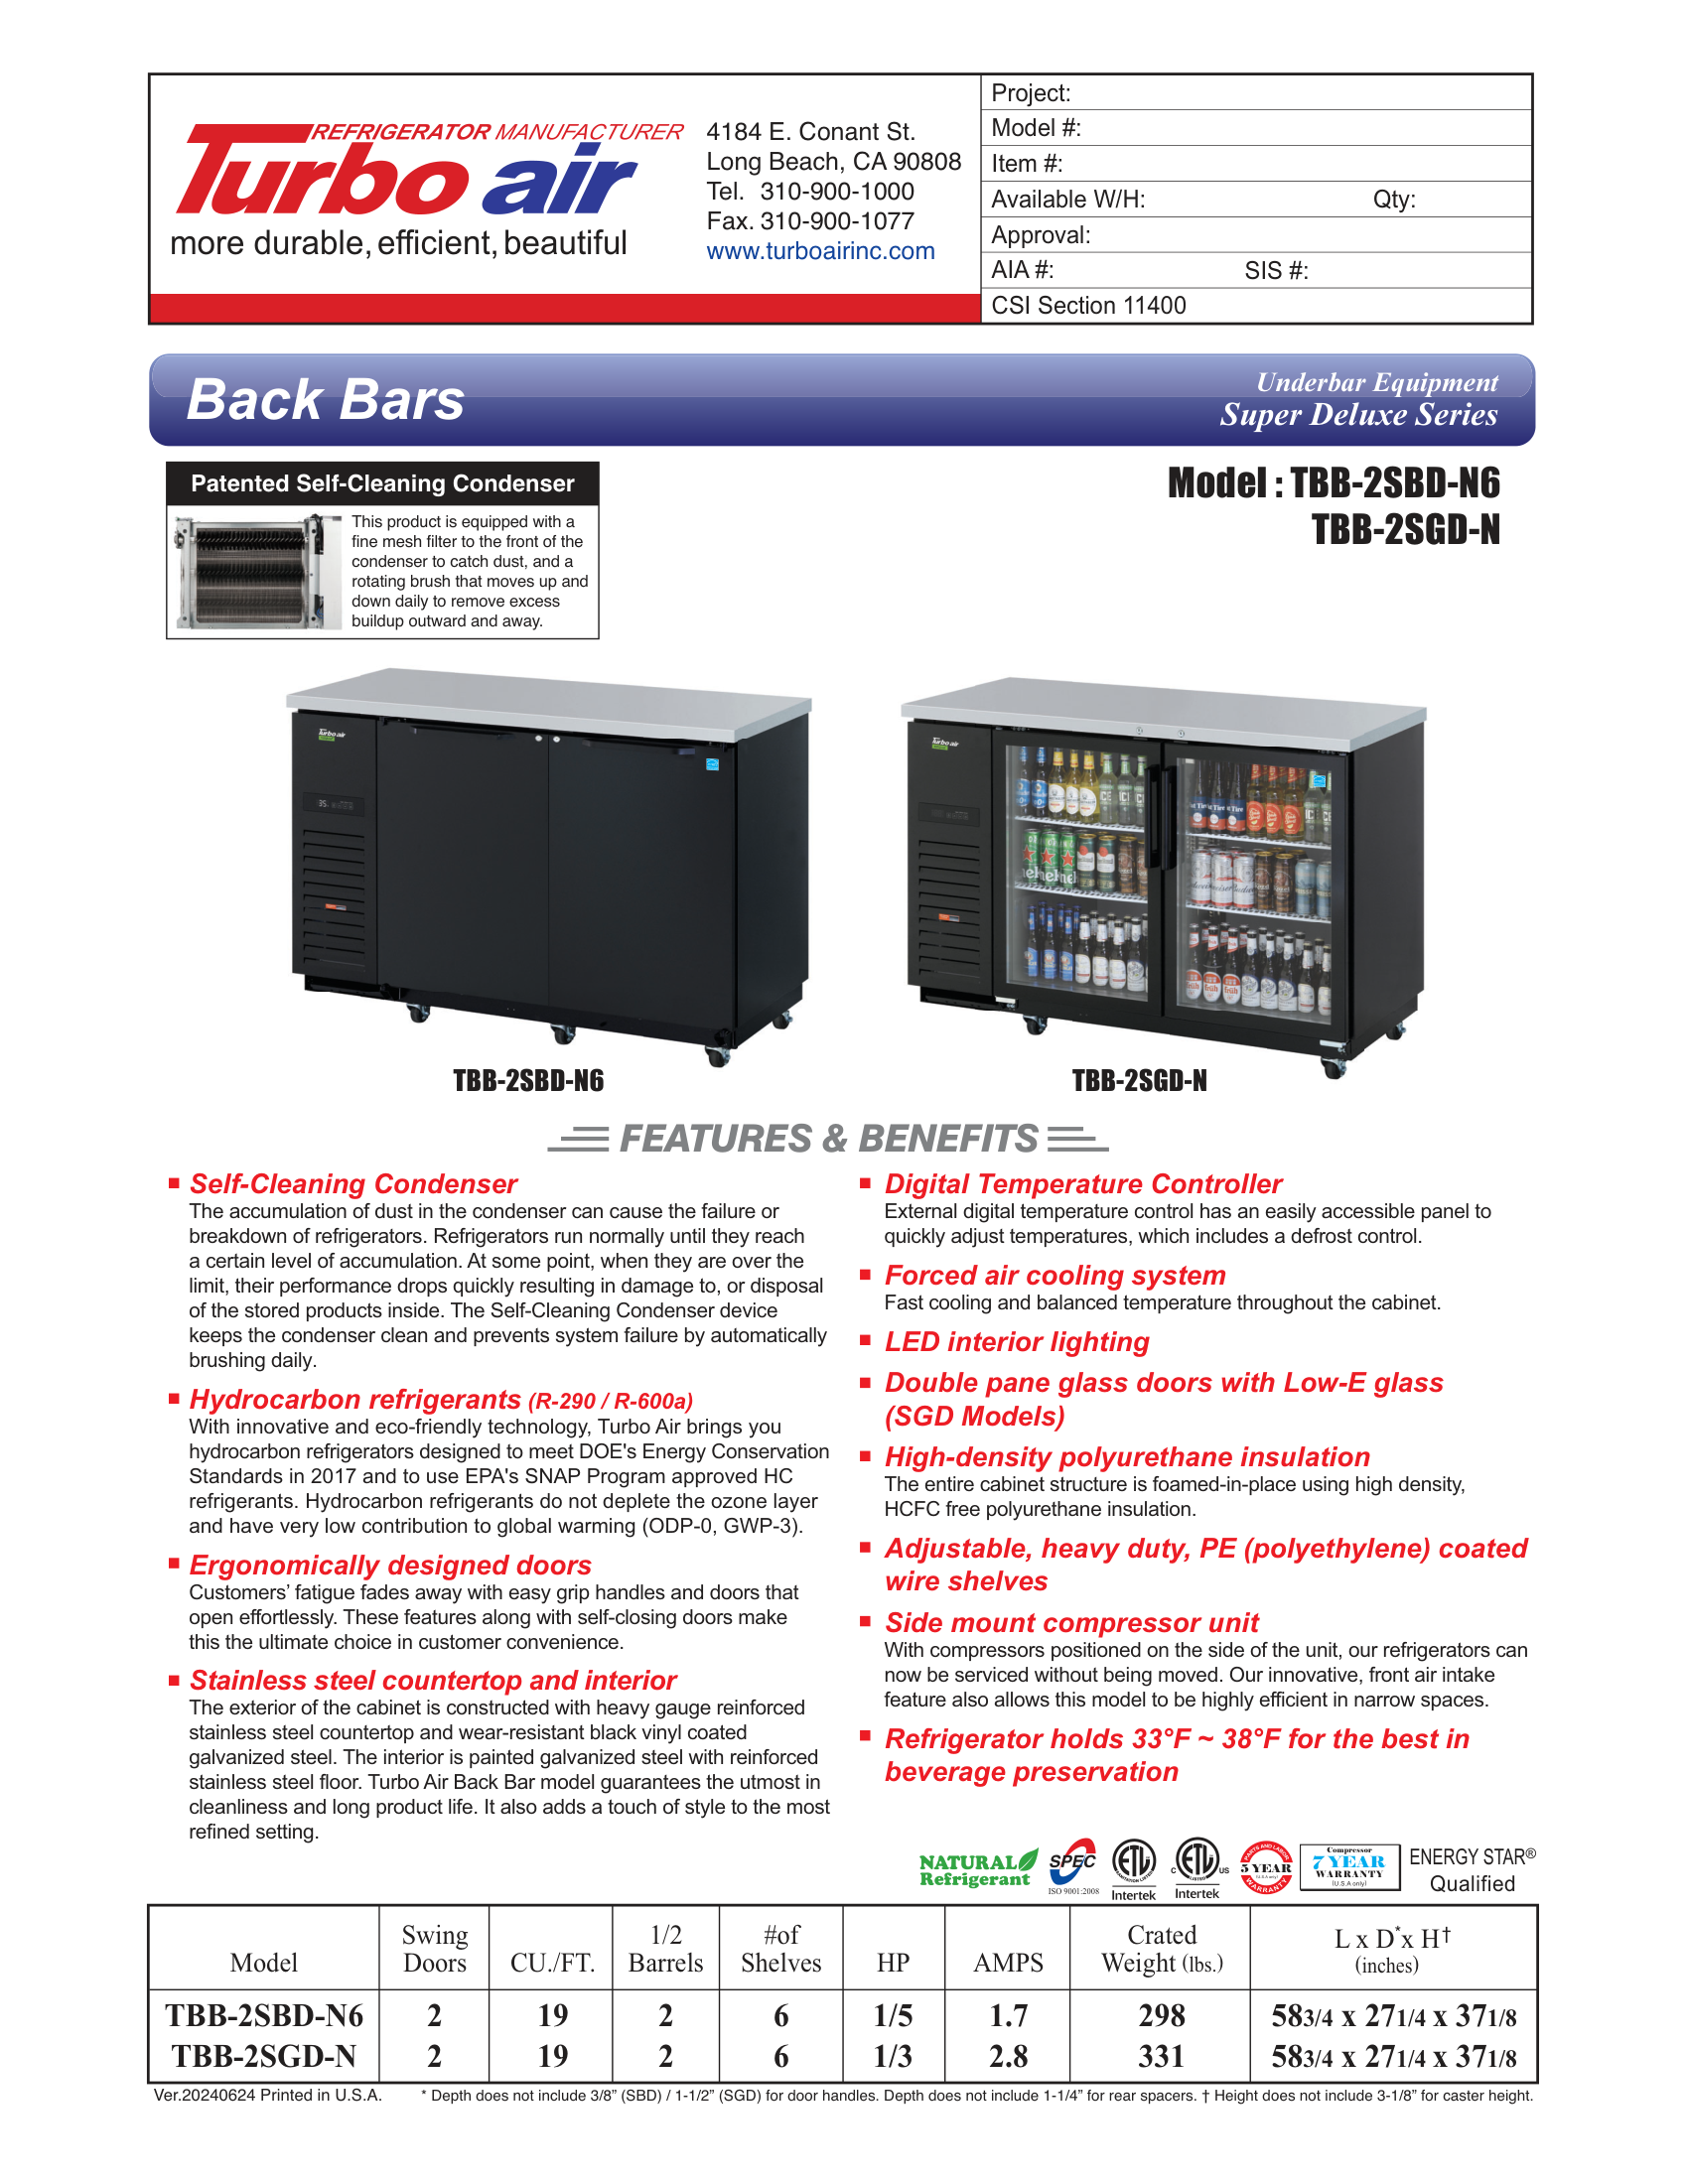 REFRIGERATOR MANUFACTURER
Turbo air
more durable, efficient, beautiful
4184 E. Conant St.
Long Beach, CA 90808
Tel. 310-900-1000
Fax. 310-900-1077
www.turboairinc.com
Project:
Model #:
Item #:
Available W/H: Qty:
Approval:
AIA #: SIS #:
CSI Section 11400
Back Bars
Underbar Equipment
Super Deluxe Series
Patented Self-Cleaning Condenser
This product is equipped with a
fine mesh filter to the front of the
condenser to catch dust, and a
rotating brush that moves up and
down daily to remove excess
buildup outward and away.
Model : TBB-2SBD-N6
TBB-2SGD-N
Turbo air
Turbo air
TBB-2SBD-N6
TBB-2SGD-N
FEATURES & BENEFITS
Self-Cleaning Condenser
The accumulation of dust in the condenser can cause the failure or
breakdown of refrigerators. Refrigerators run normally until they reach
a certain level of accumulation. At some point, when they are over the
limit, their performance drops quickly resulting in damage to, or disposal
of the stored products inside. The Self-Cleaning Condenser device
keeps the condenser clean and prevents system failure by automatically
brushing daily.
Hydrocarbon refrigerants (R-290 / R-600a)
With innovative and eco-friendly technology, Turbo Air brings you
hydrocarbon refrigerators designed to meet DOE's Energy Conservation
Standards in 2017 and to use EPA's SNAP Program approved HC
refrigerants. Hydrocarbon refrigerants do not deplete the ozone layer
and have very low contribution to global warming (ODP-0, GWP-3).
Ergonomically designed doors
Customers' fatigue fades away with easy grip handles and doors that
open effortlessly. These features along with self-closing doors make
this the ultimate choice in customer convenience.
Stainless steel countertop and interior
The exterior of the cabinet is constructed with heavy gauge reinforced
stainless steel countertop and wear-resistant black vinyl coated
galvanized steel. The interior is painted galvanized steel with reinforced
stainless steel floor. Turbo Air Back Bar model guarantees the utmost in
cleanliness and long product life. It also adds a touch of style to the most
refined setting.
Digital Temperature Controller
External digital temperature control has an easily accessible panel to
quickly adjust temperatures, which includes a defrost control.
Forced air cooling system
Fast cooling and balanced temperature throughout the cabinet.
LED interior lighting
Double pane glass doors with Low-E glass
(SGD Models)
High-density polyurethane insulation
The entire cabinet structure is foamed-in-place using high density,
HCFC free polyurethane insulation.
Adjustable, heavy duty, PE (polyethylene) coated
wire shelves
Side mount compressor unit
With compressors positioned on the side of the unit, our refrigerators can
now be serviced without being moved. Our innovative, front air intake
feature also allows this model to be highly efficient in narrow spaces.
Refrigerator holds 33°F ~ 38°F for the best in
beverage preservation
NATURAL
Refrigerant
SPEC
ISO 9001:2008
ETL
Intertek
C ETL US
LISTED
Intertek
PARTS AND LABOR
5 YEAR
(U.S.A only)
WARRANTY
Compressor
7 YEAR
WARRANTY
(U.S.A only)
ENERGY STAR®
Qualified
Model Swing Doors CU./FT. 1/2 Barrels #of Shelves HP AMPS Crated Weight (lbs.) L x D* x H† (inches)
TBB-2SBD-N6 2 19 2 6 1/5 1.7 298 583/4 x 271/4 x 371/8
TBB-2SGD-N 2 19 2 6 1/3 2.8 331 583/4 x 271/4 x 371/8
Ver.20240624 Printed in U.S.A. * Depth does not include 3/8" (SBD) / 1-1/2" (SGD) for door handles. Depth does not include 1-1/4" for rear spacers. † Height does not include 3-1/8" for caster height.